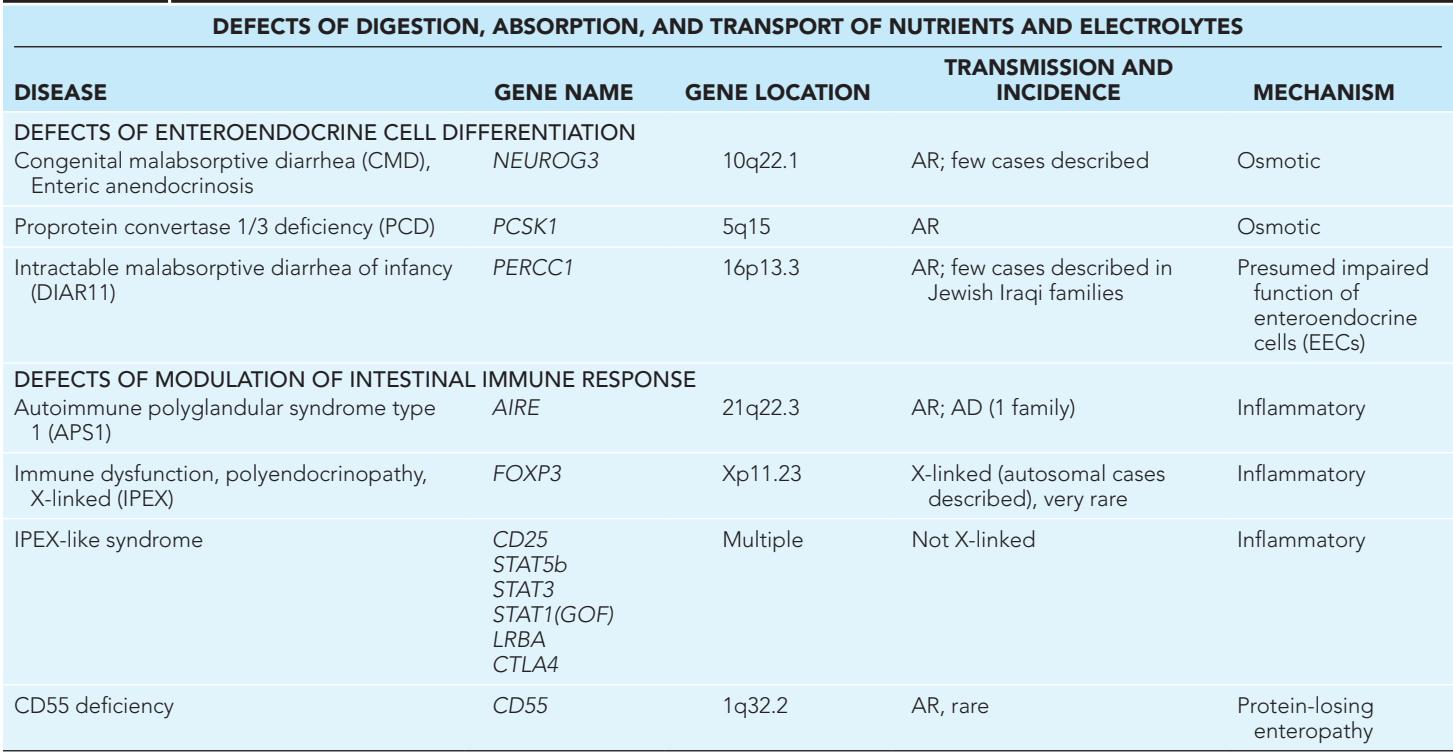 DEFECTS OF DIGESTION, ABSORPTION, AND TRANSPORT OF NUTRIENTS AND ELECTROLYTES
DISEASE GENE NAME GENE LOCATION TRANSMISSION AND INCIDENCE MECHANISM
DEFECTS OF ENTEROENDOCRINE CELL DIFFERENTIATION
Congenital malabsorptive diarrhea (CMD), NEUROG3 10q22.1 AR; few cases described Osmotic
Enteric anendocrinosis
Proprotein convertase 1/3 deficiency (PCD) PCSK1 5q15 AR Osmotic
Intractable malabsorptive diarrhea of infancy PERCC1 16p13.3 AR; few cases described in Presumed impaired
(DIAR11) Jewish Iraqi families function of
enteroendocrine
cells (EECs)
DEFECTS OF MODULATION OF INTESTINAL IMMUNE RESPONSE
Autoimmune polyglandular syndrome type AIRE 21q22.3 AR; AD (1 family) Inflammatory
1 (APS1)
Immune dysfunction, polyendocrinopathy, FOXP3 Xp11.23 X-linked (autosomal cases Inflammatory
X-linked (IPEX) described), very rare
IPEX-like syndrome CD25 Multiple Not X-linked Inflammatory
STAT5b
STAT3
STAT1(GOF)
LRBA
CTLA4
CD55 deficiency CD55 1q32.2 AR, rare Protein-losing
enteropathy